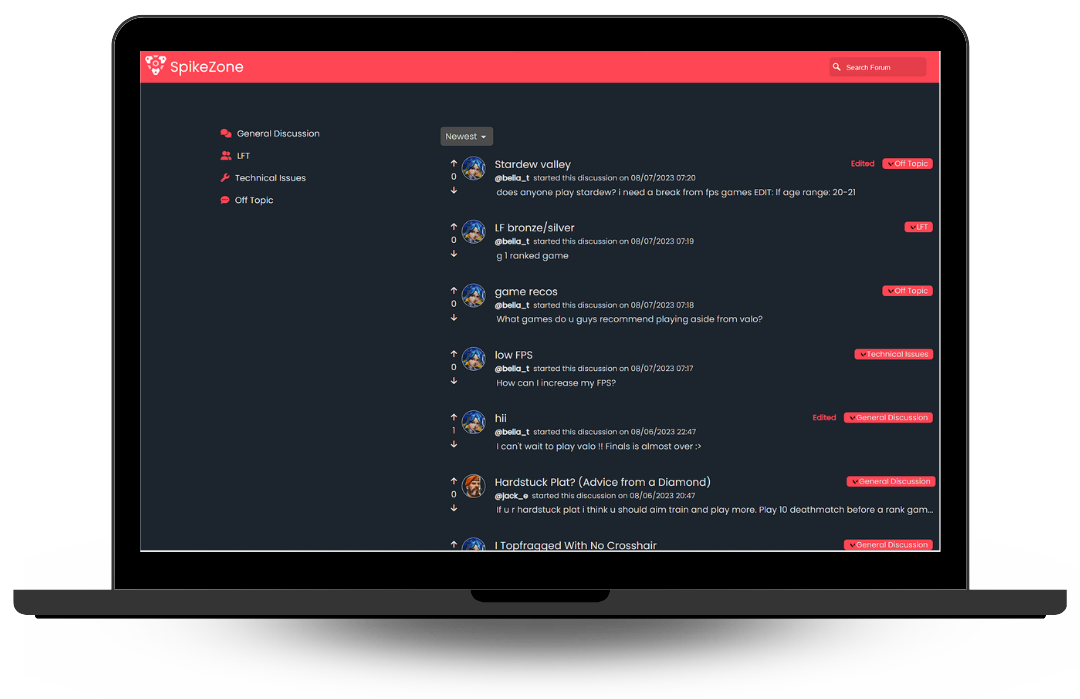 SpikeZone
Search Forum
General Discussion
LFT
Technical Issues
Off Topic
Newest
Stardew valley
Edited
Off Topic
0
@bella_t started this discussion on 08/07/2023 07:20
does anyone play stardew? i need a break from fps games EDIT: If age range: 20-21
LF bronze/silver
LFT
0
@bella_t started this discussion on 08/07/2023 07:19
g 1 ranked game
game recos
Off Topic
0
@bella_t started this discussion on 08/07/2023 07:18
What games do u guys recommend playing aside from valo?
low FPS
Technical Issues
0
@bella_t started this discussion on 08/07/2023 07:17
How can I increase my FPS?
hii
Edited
General Discussion
1
@bella_t started this discussion on 08/06/2023 22:47
I can't wait to play valo !! Finals is almost over :>
Hardstuck Plat? (Advice from a Diamond)
General Discussion
0
@jack_e started this discussion on 08/06/2023 20:47
If u r hardstuck plat i think u should aim train and play more. Play 10 deathmatch before a rank gam...
I Topfragged With No Crosshair
General Discussion